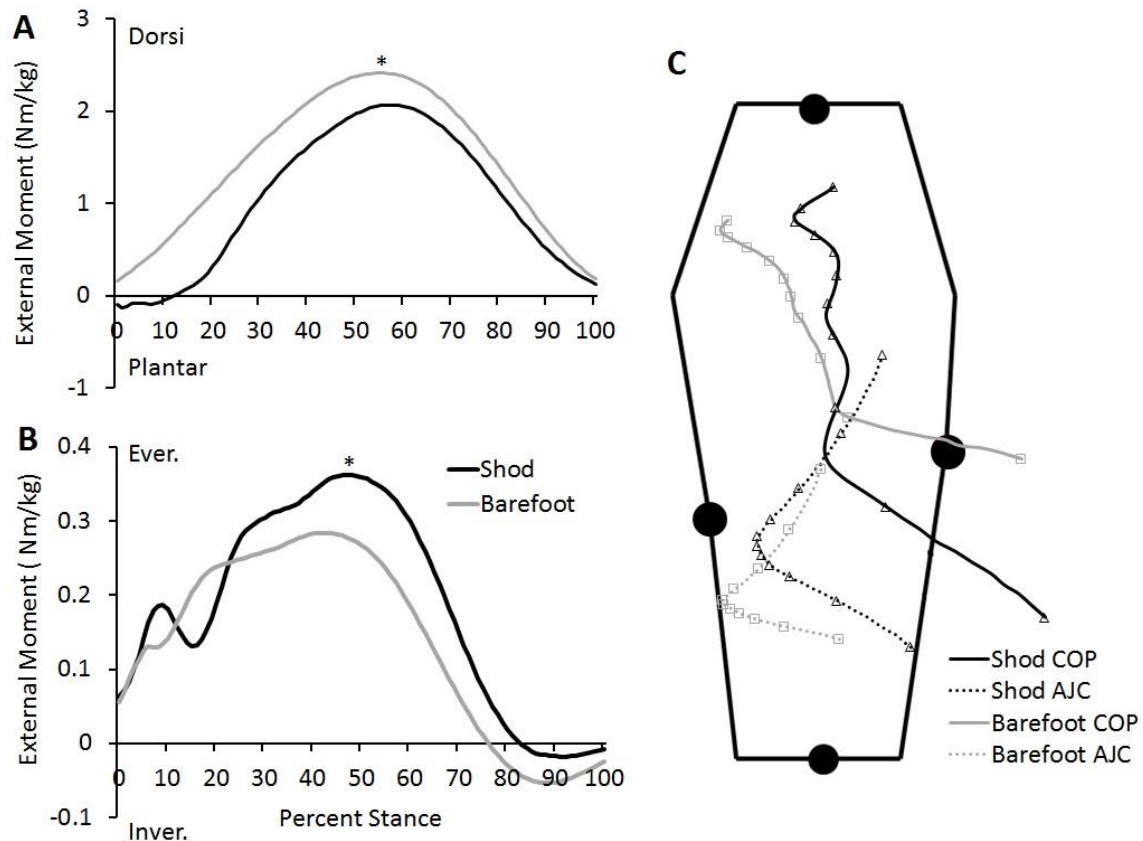 A
3
Dorsi
*
2
1
0
0 10 20 30 40 50 60 70 80 90 100
Plantar
-1
External Moment (Nm/kg)
B
0.4
Ever.
*
Shod
Barefoot
0.3
0.2
0.1
0
0 10 20 30 40 50 60 70 80 90 100
-0.1
Inver.
Percent Stance
External Moment ( Nm/kg)
C
Shod COP
Shod AJC
Barefoot COP
Barefoot AJC